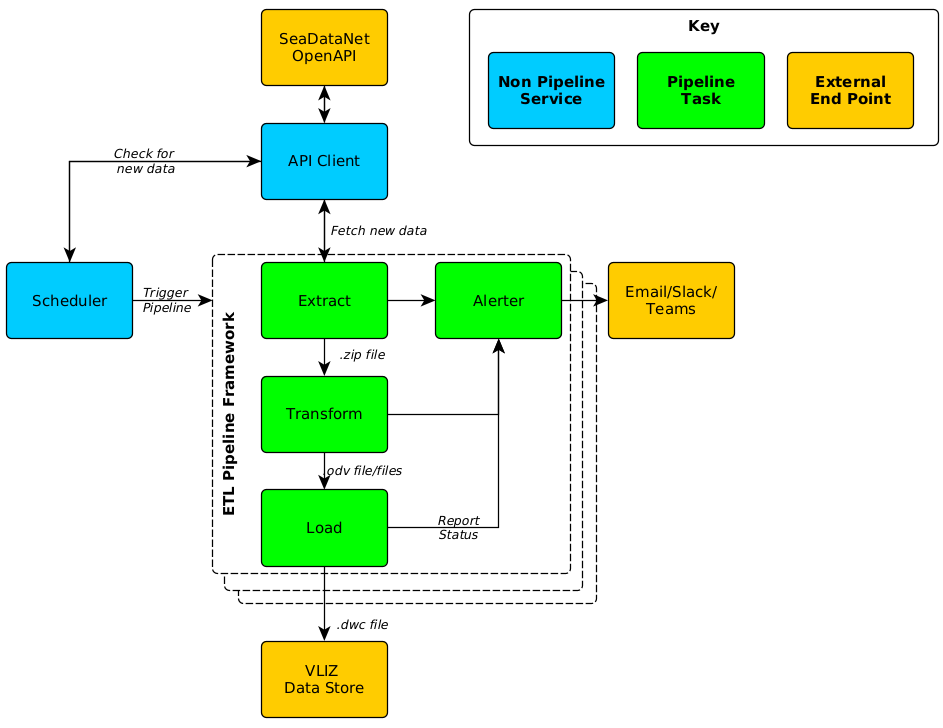 SeaDataNet
OpenAPI
Key
Non Pipeline
Service
Pipeline
Task
External
End Point
API Client
Check for
new data
Fetch new data
Scheduler
Trigger
Pipeline
ETL Pipeline Framework
Extract
Alerter
Email/Slack/
Teams
.zip file
Transform
.odv file/files
Load
Report
Status
.dwc file
VLIZ
Data Store